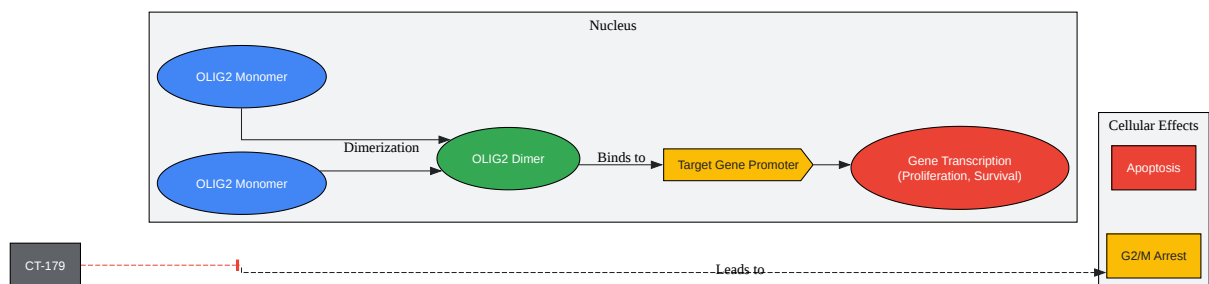 Nucleus
OLIG2 Monomer
Dimerization
OLIG2 Monomer
OLIG2 Dimer
Binds to
Target Gene Promoter
Gene Transcription
(Proliferation, Survival)
Cellular Effects
Apoptosis
G2/M Arrest
CT-179
Leads to